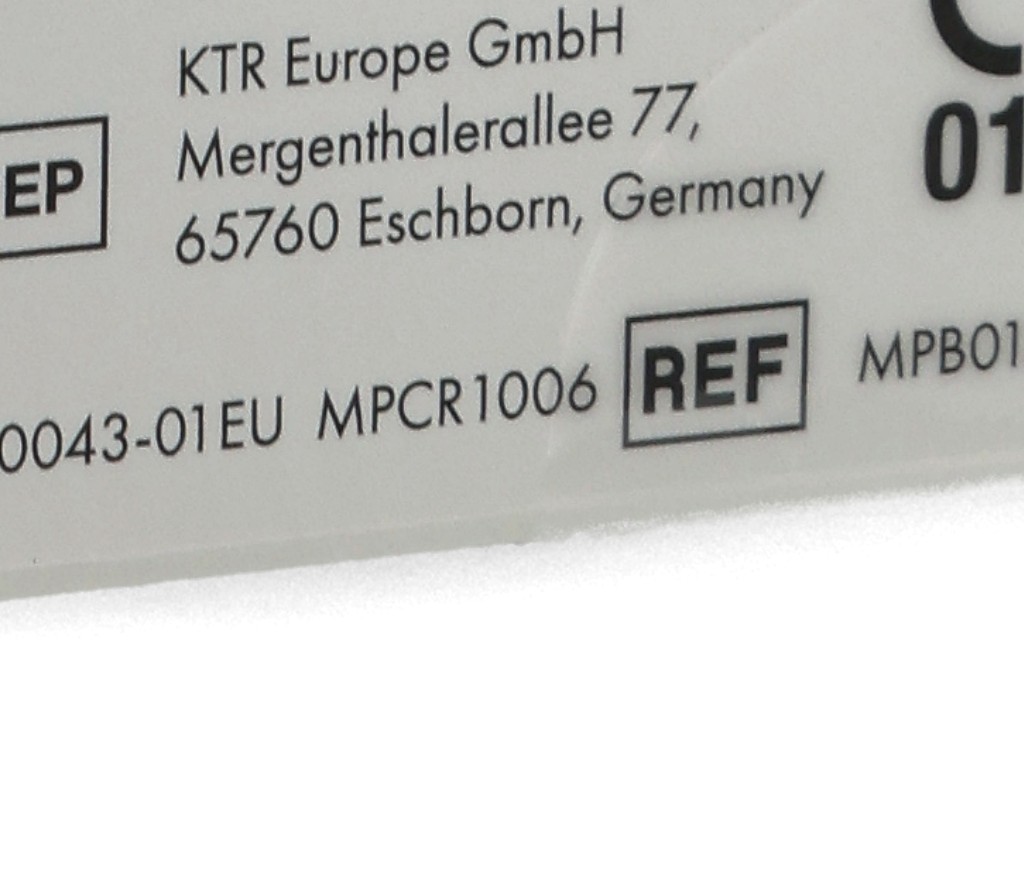 KTR Europe GmbH
Mergenthalerallee 77,
65760 Eschborn, Germany
EP
01
0043-01EU MPCR1006 REF MPB01